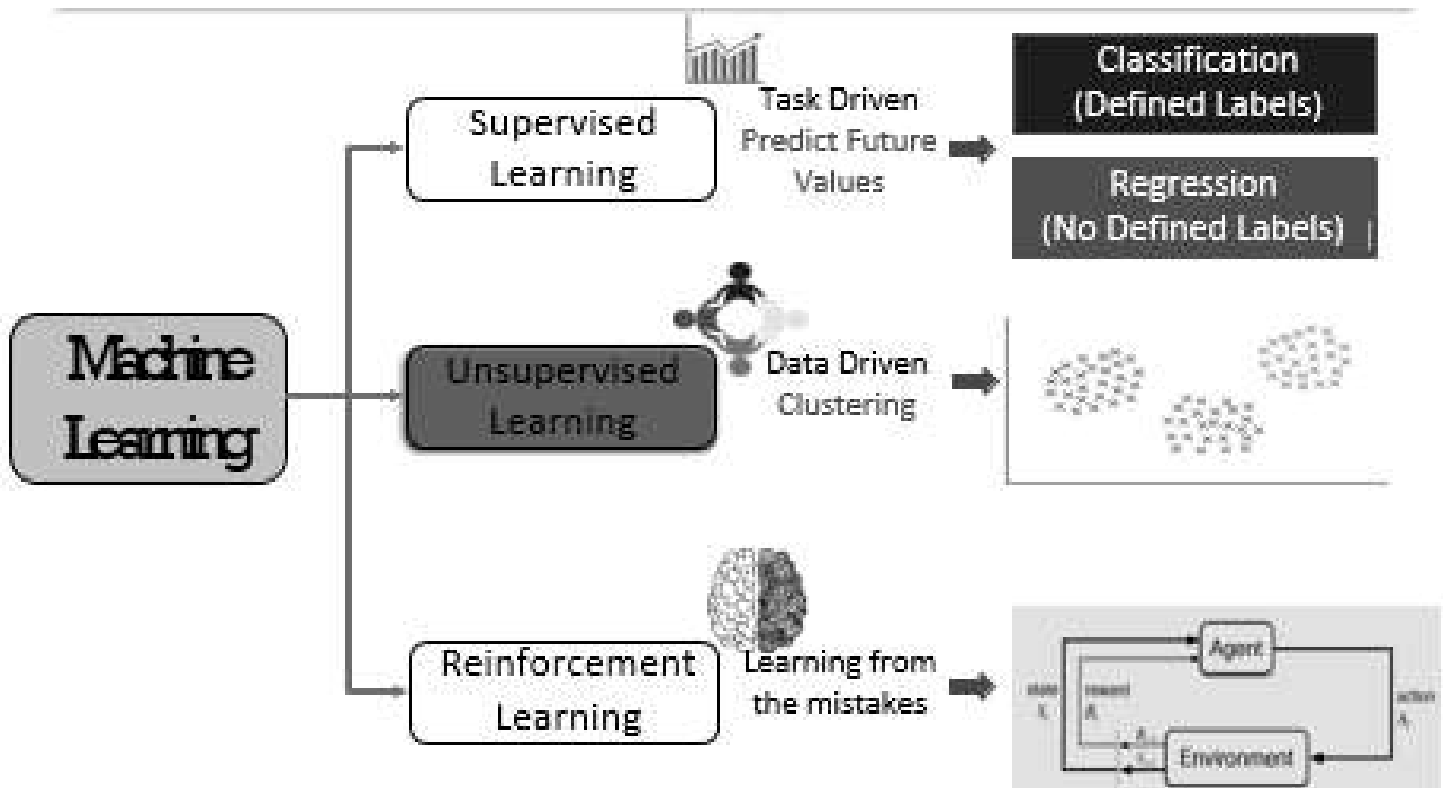 Machine
Learning
Supervised
Learning
Task Driven
Predict Future
Values
Classification
(Defined Labels)
Regression
(No Defined Labels)
Unsupervised
Learning
Data Driven
Clustering
Reinforcement
Learning
Learning from
the mistakes
Agent
state
reward
action
Environment